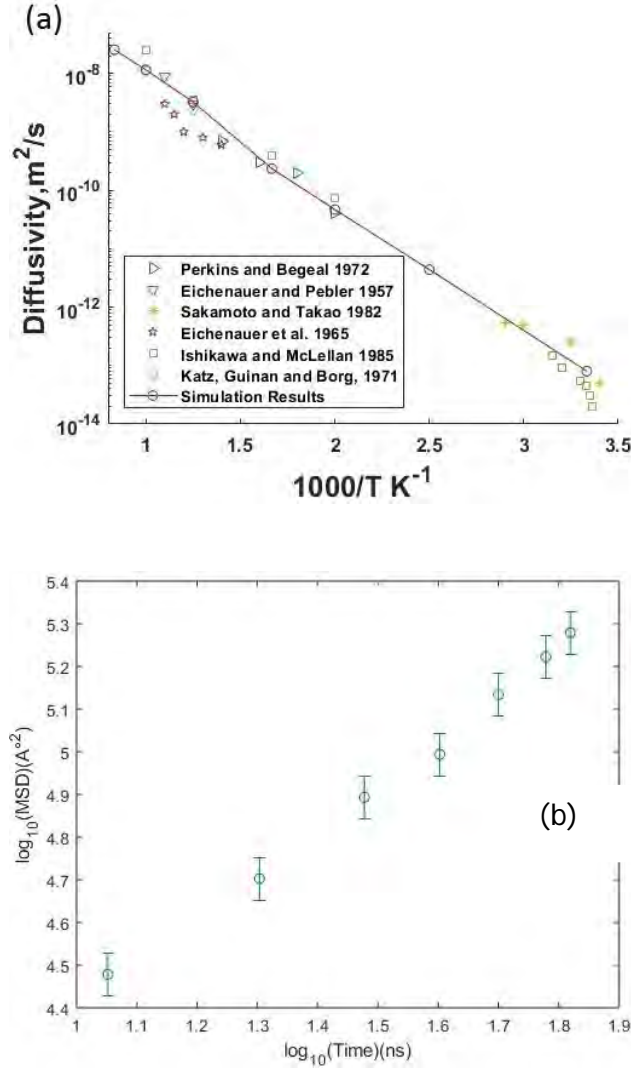 (a)
Diffusivity,m²/s
10⁻⁸
10⁻¹⁰
10⁻¹²
10⁻¹⁴
Perkins and Begeal 1972
Eichenauer and Pebler 1957
Sakamoto and Takao 1982
Eichenauer et al. 1965
Ishikawa and McLellan 1985
Katz, Guinan and Borg, 1971
Simulation Results
1 1.5 2 2.5 3 3.5
1000/T K⁻¹
5.4
5.3
5.2
5.1
5
4.9
4.8
4.7
4.6
4.5
4.4
log₁₀(MSD)(A°²)
(b)
1 1.1 1.2 1.3 1.4 1.5 1.6 1.7 1.8 1.9
log₁₀(Time)(ns)